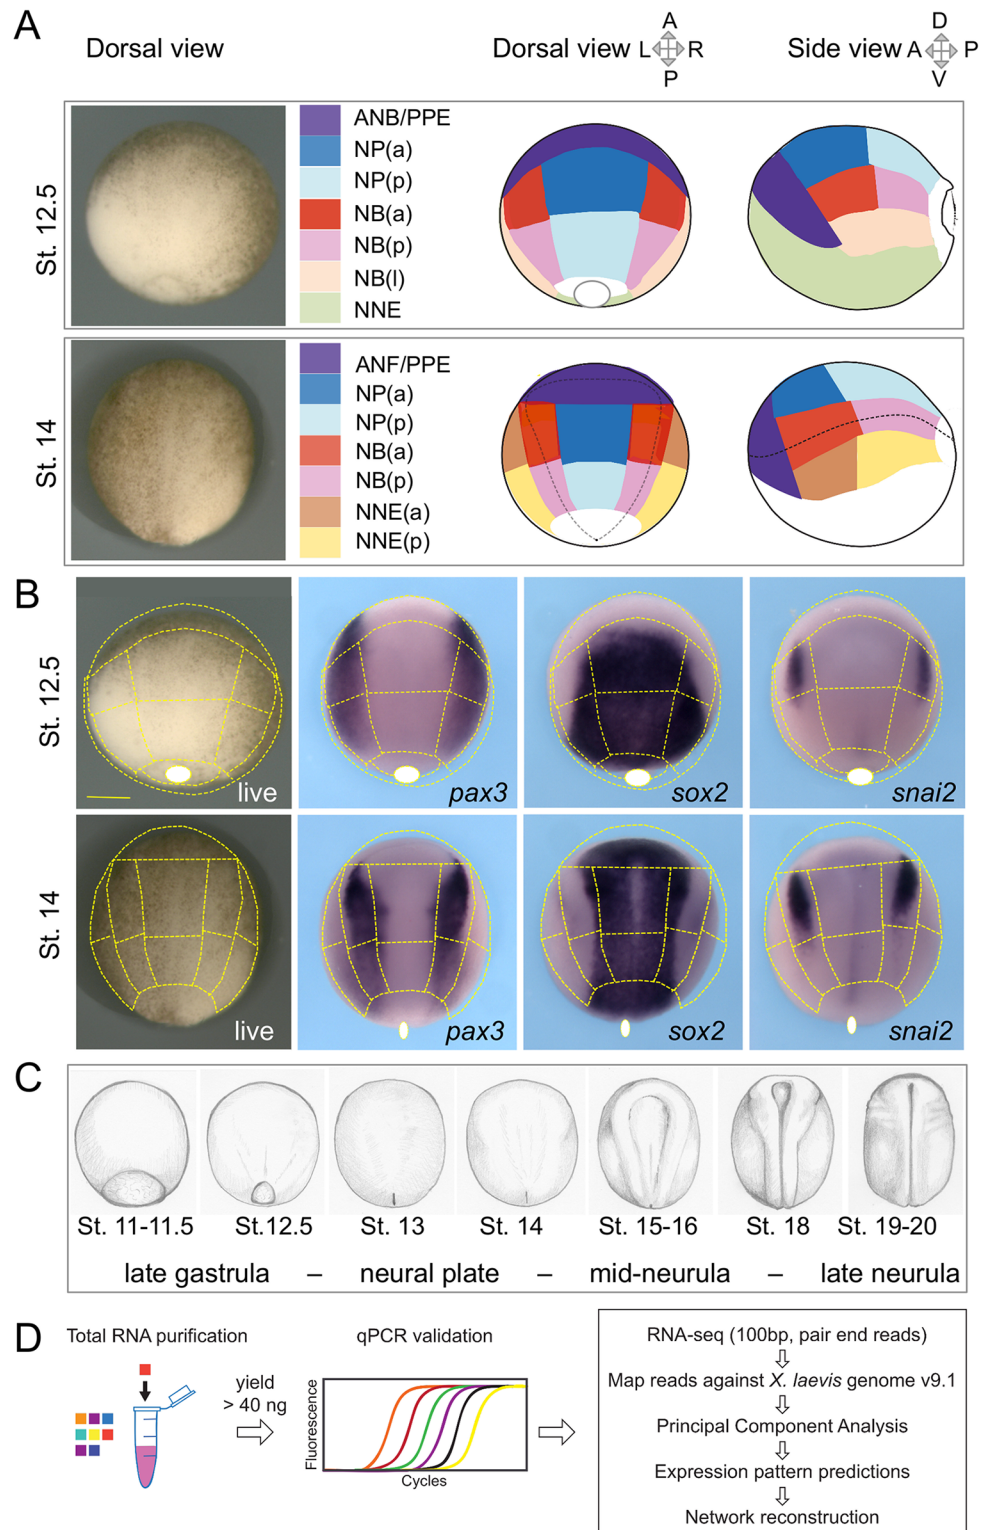 A
Dorsal view
Dorsal view
A
L R
P
Side view
D
A P
V
St. 12.5
ANB/PPE
NP(a)
NP(p)
NB(a)
NB(p)
NB(l)
NNE
St. 14
ANF/PPE
NP(a)
NP(p)
NB(a)
NB(p)
NNE(a)
NNE(p)
B
St. 12.5
live
pax3
sox2
snai2
St. 14
live
pax3
sox2
snai2
C
St. 11-11.5
St.12.5
St. 13
St. 14
St. 15-16
St. 18
St. 19-20
late gastrula – neural plate – mid-neurula – late neurula
D
Total RNA purification
yield
> 40 ng
qPCR validation
Fluorescence
Cycles
RNA-seq (100bp, pair end reads)
Map reads against X. laevis genome v9.1
Principal Component Analysis
Expression pattern predictions
Network reconstruction